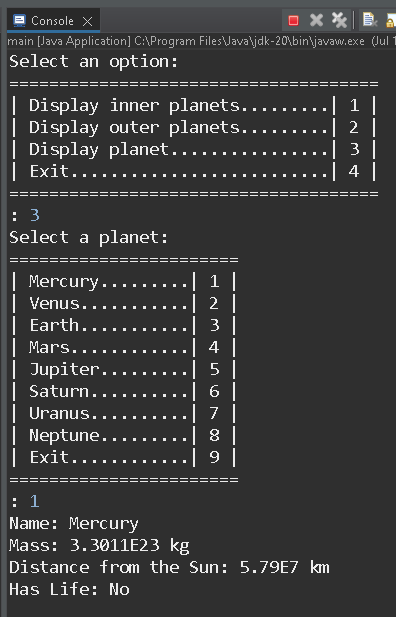 Console
main [Java Application] C:\Program Files\Java\jdk-20\bin\javaw.exe (Jul 1
Select an option:
=====================================
| Display inner planets.........| 1 |
| Display outer planets.........| 2 |
| Display planet................| 3 |
| Exit..........................| 4 |
=====================================
: 3
Select a planet:
=======================
| Mercury.........| 1 |
| Venus...........| 2 |
| Earth...........| 3 |
| Mars............| 4 |
| Jupiter.........| 5 |
| Saturn..........| 6 |
| Uranus..........| 7 |
| Neptune.........| 8 |
| Exit............| 9 |
=======================
: 1
Name: Mercury
Mass: 3.3011E23 kg
Distance from the Sun: 5.79E7 km
Has Life: No